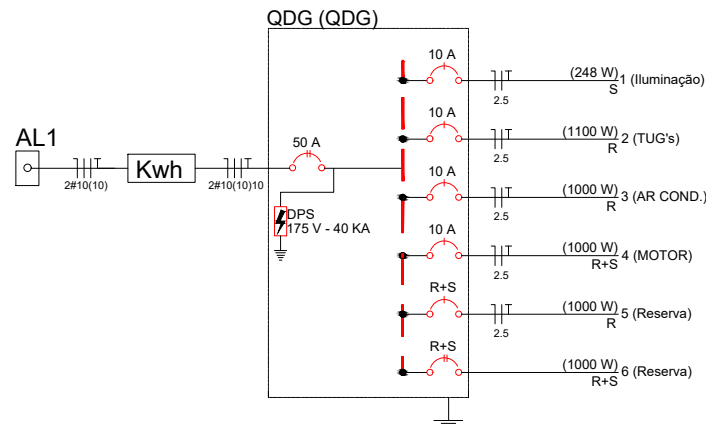 QDG (QDG)
AL1
2#10(10)
Kwh
2#10(10)10
50 A
DPS
175 V - 40 KA
10 A
2.5
(248 W)
S
1 (Iluminação)
10 A
2.5
(1100 W)
R
2 (TUG's)
10 A
2.5
(1000 W)
R
3 (AR COND.)
10 A
2.5
(1000 W)
R+S
4 (MOTOR)
R+S
2.5
(1000 W)
R
5 (Reserva)
R+S
(1000 W)
R+S
6 (Reserva)